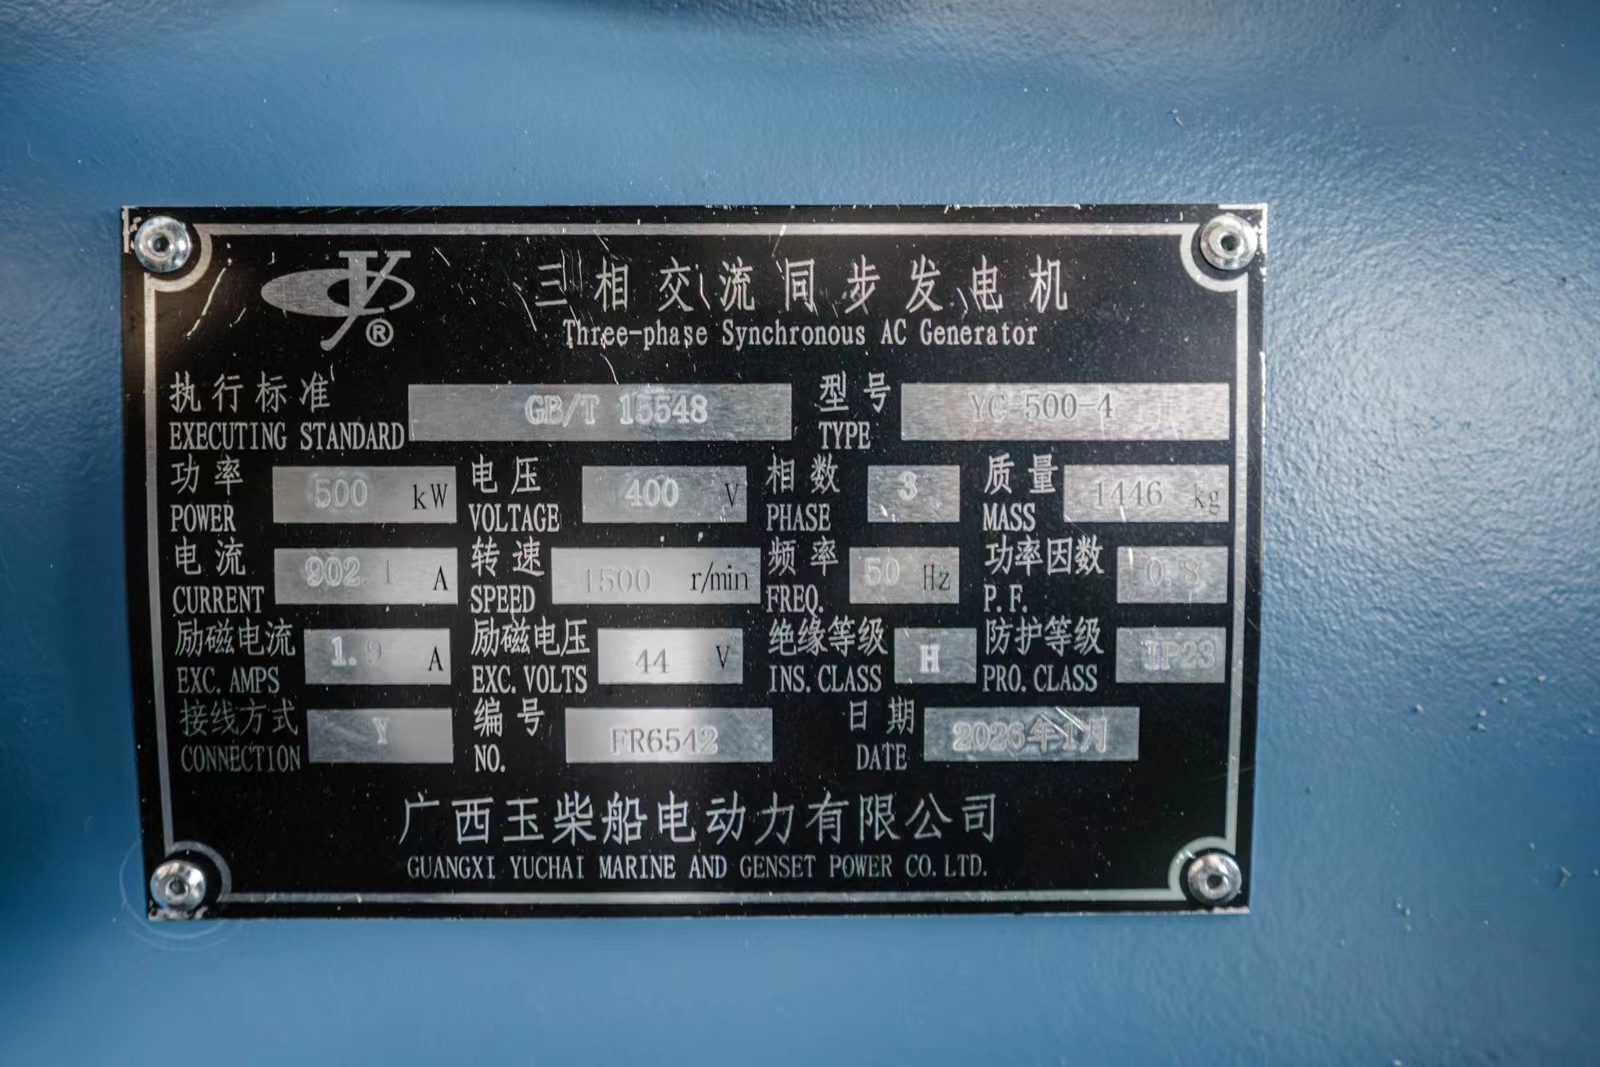 三相交流同步发电机
Three-phase Synchronous AC Generator
执行标准 GB/T 15548 型号 YC-500-4
EXECUTING STANDARD TYPE
功率 500 kW 电压 400 V 相数 3 质量 1446 kg
POWER VOLTAGE PHASE MASS
电流 902.1 A 转速 1500 r/min 频率 50 Hz 功率因数 0.8
CURRENT SPEED FREQ. P.F.
励磁电流 1.9 A 励磁电压 44 V 绝缘等级 H 防护等级 IP23
EXC. AMPS EXC. VOLTS INS. CLASS PRO. CLASS
接线方式 Y 编号 FR6542 日期 2026年1月
CONNECTION NO. DATE
广西玉柴船电动力有限公司
GUANGXI YUCHAI MARINE AND GENSET POWER CO. LTD.